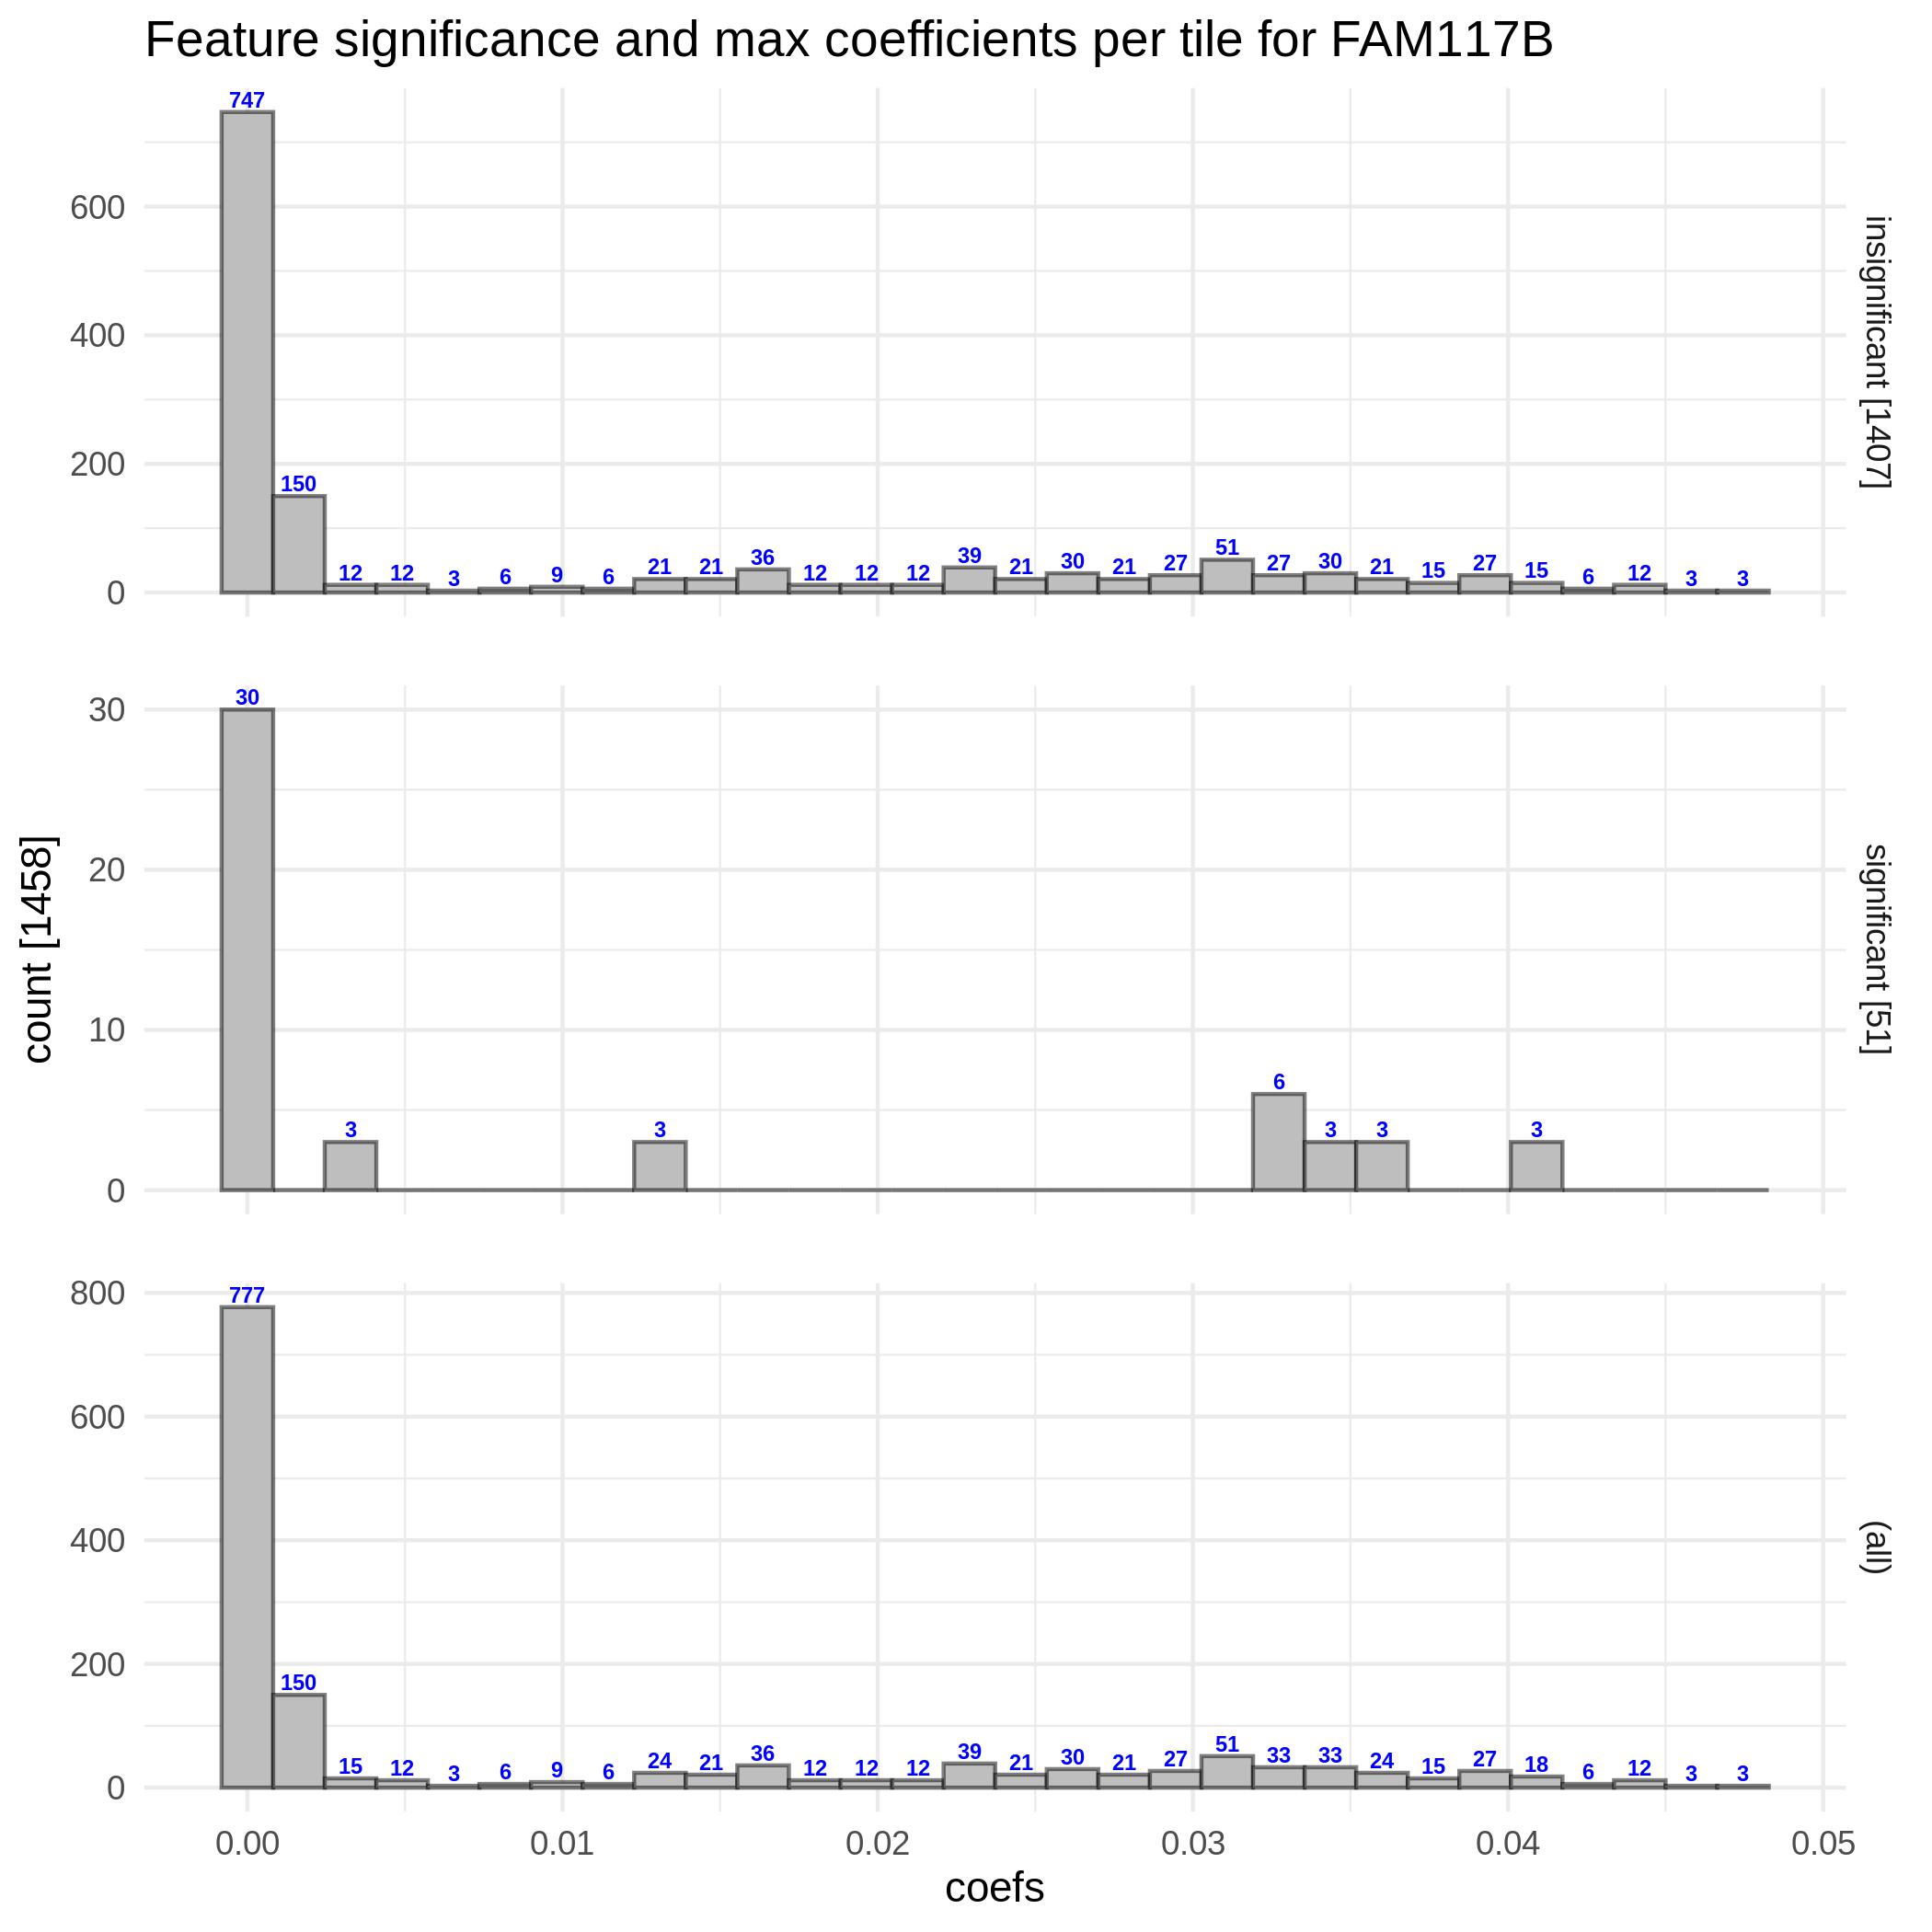 Feature significance and max coefficients per tile for FAM117B
747
600
400
200
0
150 12 12 3 6 9 6 21 21 36 12 12 12 39 21 30 21 27 51 27 30 21 15 27 15 6 12 3 3
insignificant [1407]
30
30
20
10
0
3 3 6 3 3 3
significant [51]
count [1458]
777
800
600
400
200
0
150 15 12 3 6 9 6 24 21 36 12 12 12 39 21 30 21 27 51 33 33 24 15 27 18 6 12 3 3
(all)
0.00 0.01 0.02 0.03 0.04 0.05
coefs